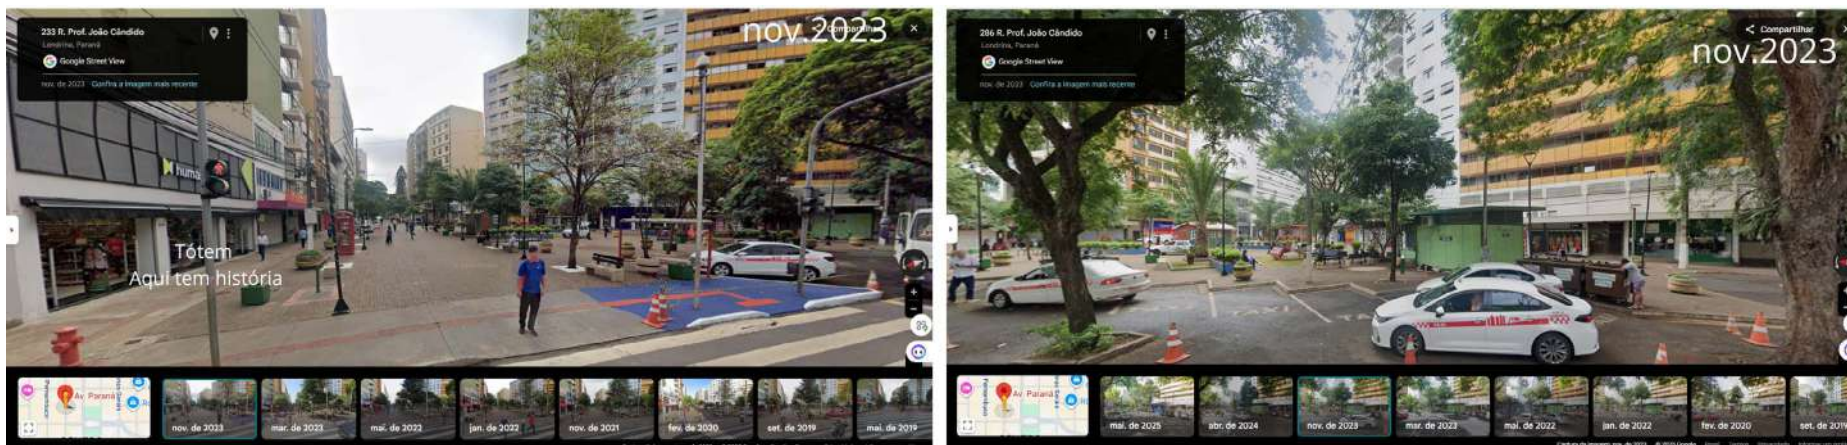 233 R. Prof. João Cândido
Londrina, Paraná
Google Street View
nov. de 2023 Confira a imagem mais recente
nov.2023
huma
Tótem
Aqui tem história
Av. Paraná
nov. de 2023
mar. de 2023
mai. de 2022
jan. de 2022
nov. de 2021
fev. de 2020
set. de 2019
mai. de 2019
286 R. Prof. João Cândido
Londrina, Paraná
Google Street View
nov. de 2023 Confira a imagem mais recente
Compartilhar
nov.2023
Av. Paraná
mai. de 2025
abr. de 2024
nov. de 2023
mar. de 2023
mai. de 2022
jan. de 2022
fev. de 2020